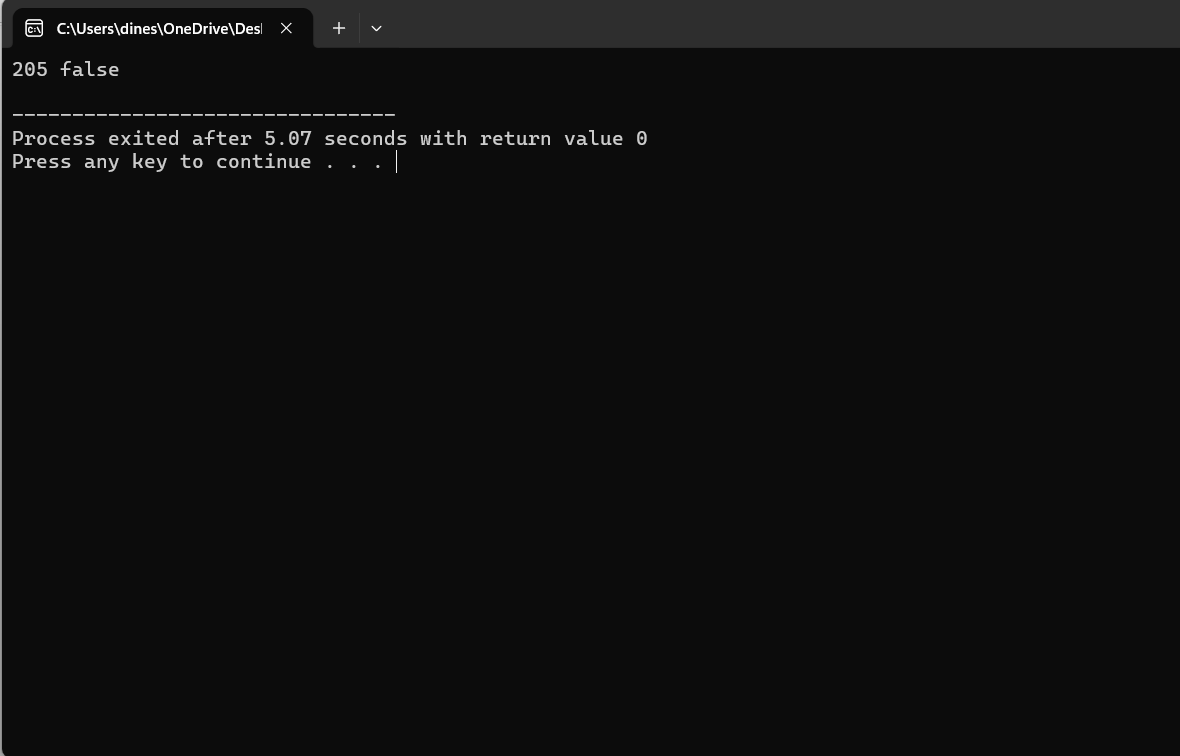 C:\Users\dines\OneDrive\Des
205 false
--------------------------------
Process exited after 5.07 seconds with return value 0
Press any key to continue . . .